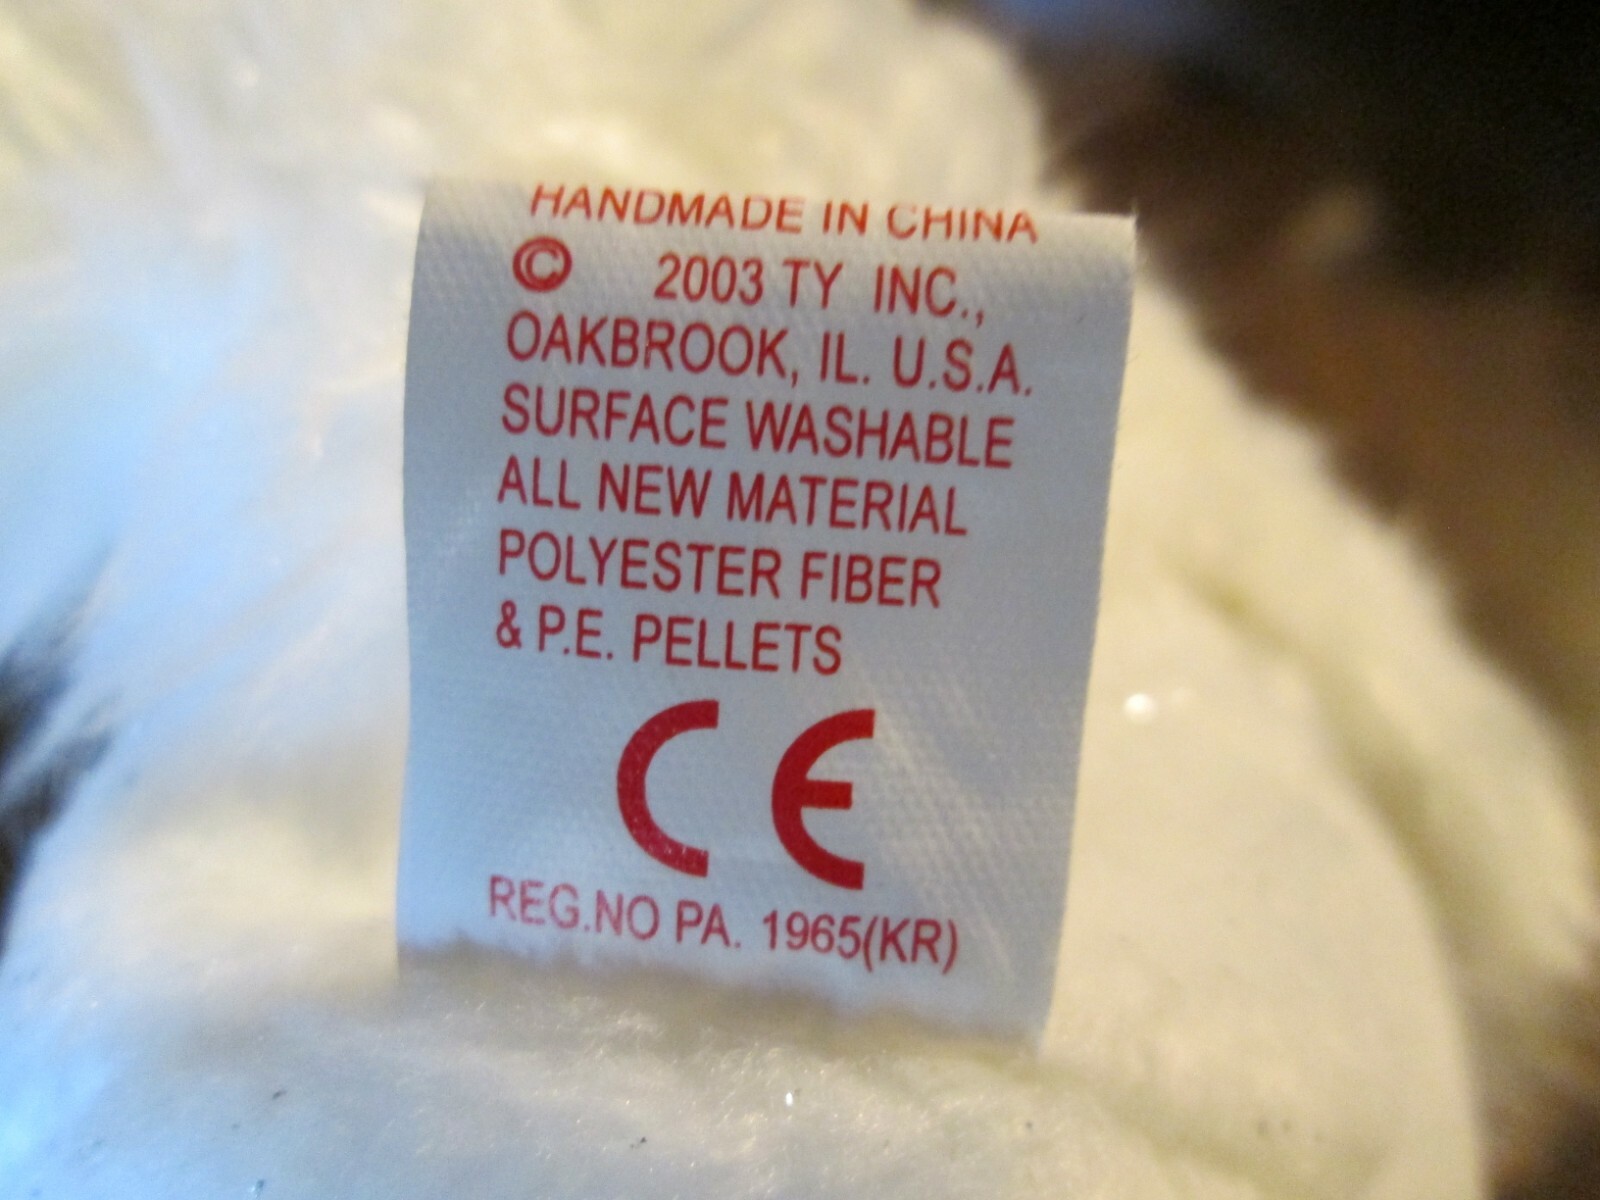 HANDMADE IN CHINA
© 2003 TY INC.,
OAKBROOK, IL. U.S.A.
SURFACE WASHABLE
ALL NEW MATERIAL
POLYESTER FIBER
& P.E. PELLETS
CE
REG.NO PA. 1965(KR)